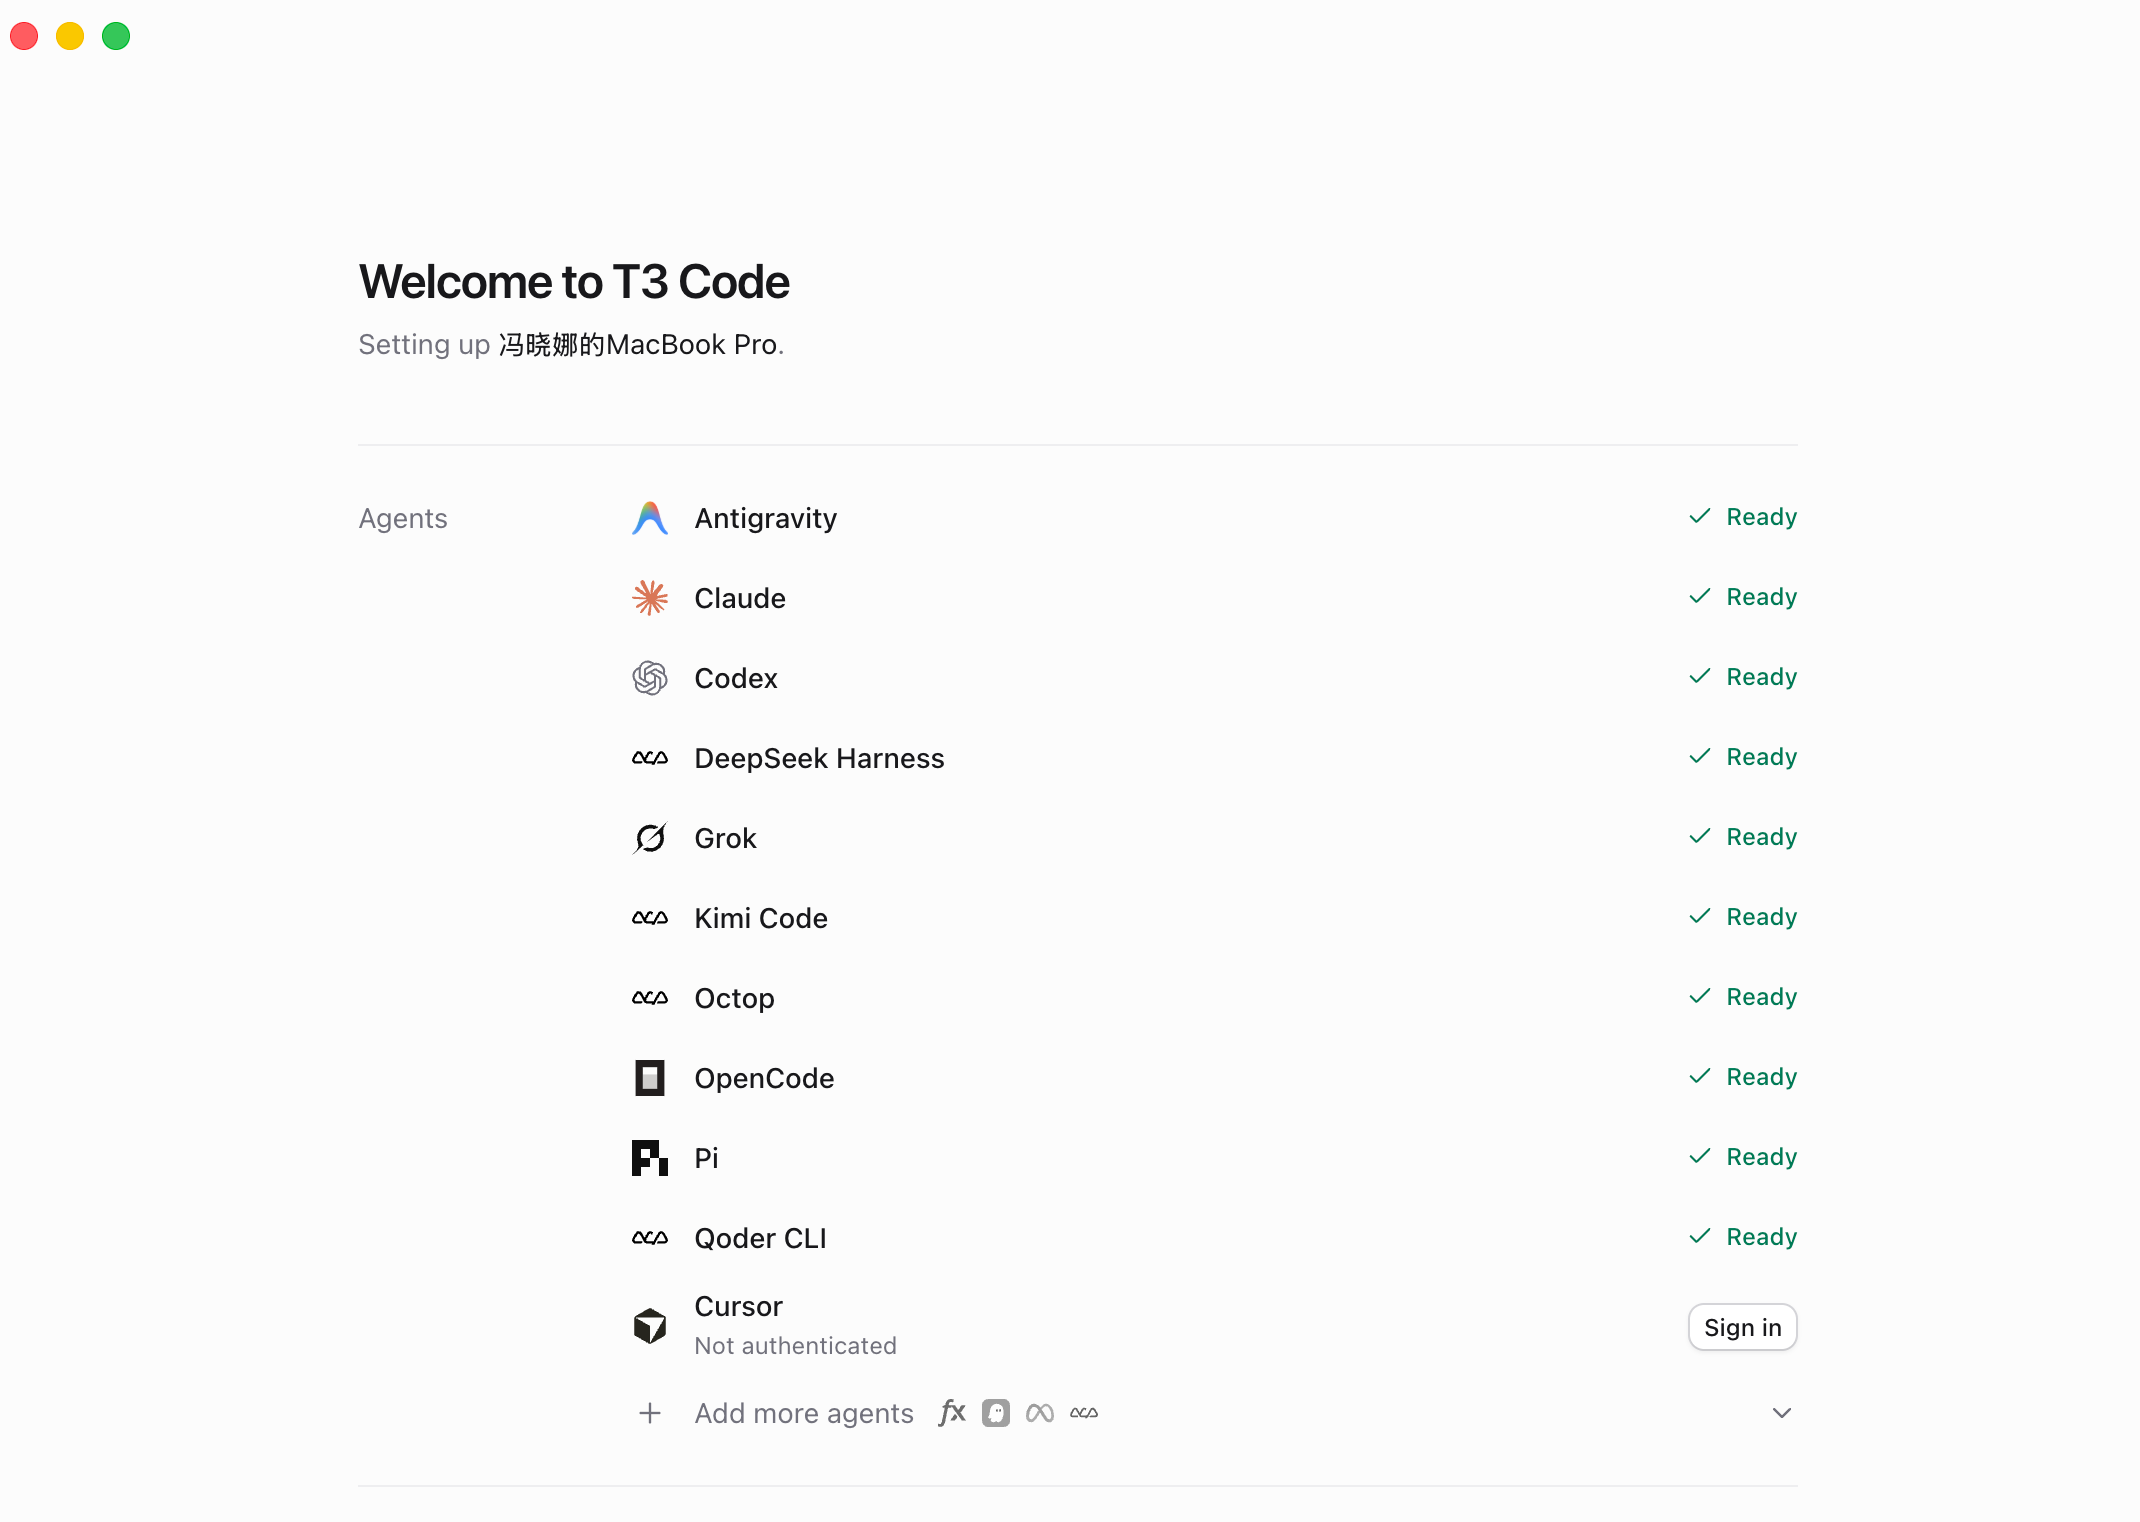 Welcome to T3 Code
Setting up 冯晓娜的MacBook Pro.
Agents
Antigravity
Ready
Claude
Ready
Codex
Ready
DeepSeek Harness
Ready
Grok
Ready
Kimi Code
Ready
Octop
Ready
OpenCode
Ready
Pi
Ready
Qoder CLI
Ready
Cursor
Not authenticated
Sign in
Add more agents